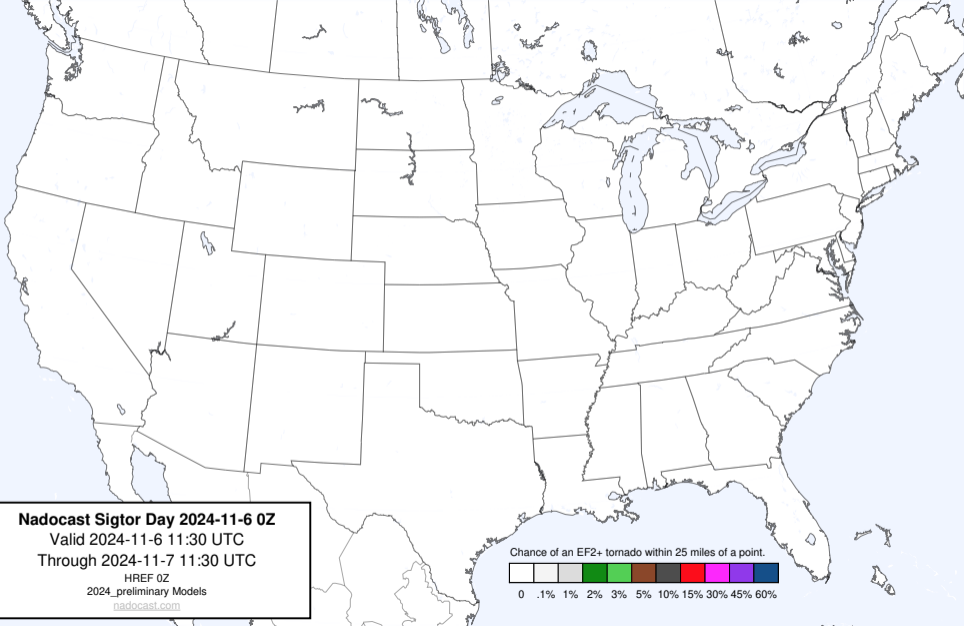 Nadocast Sigtor Day 2024-11-6 0Z
Valid 2024-11-6 11:30 UTC
Through 2024-11-7 11:30 UTC
HREF 0Z
2024_preliminary Models
nadocast.com
Chance of an EF2+ tornado within 25 miles of a point.
0 .1% 1% 2% 3% 5% 10% 15% 30% 45% 60%